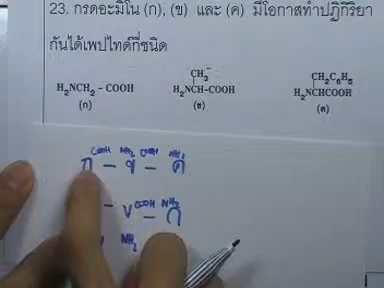 23. กรดอะมิโน (ก), (ข) และ (ค) มีโอกาสทำปฏิกิริยา
กันได้เพปไทด์กี่ชนิด
CH₃⁻ CH₂C₆H₅
H₂NCH₂ - COOH H₂NCH-COOH H₂NCHCOOH
(ก) (ข) (ค)
COOH NH₂ COOH NH₂
ก - ข - ค
COOH NH₂
- ข - ก
NH₂